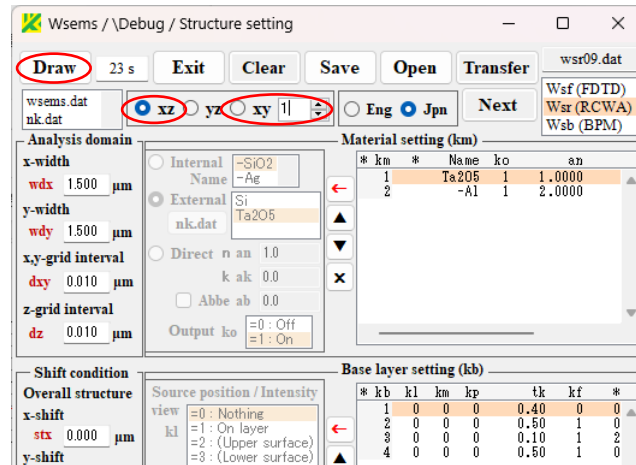 Wsems / \Debug / Structure setting
Draw 23 s Exit Clear Save Open Transfer wsr09.dat
wsems.dat
nk.dat
xz yz xy 1 Eng Jpn Next
Wsf (FDTD)
Wsr (RCWA)
Wsb (BPM)
Analysis domain
x-width
wdx 1.500 μm
y-width
wdy 1.500 μm
x,y-grid interval
dxy 0.010 μm
z-grid interval
dz 0.010 μm
Internal Name
-SiO2
-Ag
External
nk.dat
Si
Ta2O5
Direct n an 1.0
k ak 0.0
Abbe ab 0.0
Output ko
=0 : Off
=1 : On
Material setting (km)
* km * Name ko an
1 Ta2O5 1 1.0000
2 -Al 1 2.0000
Shift condition
Overall structure
x-shift
stx 0.000 μm
y-shift
Source position / Intensity
view
kl
=0 : Nothing
=1 : On layer
=2 : (Upper surface)
=3 : (Lower surface)
Base layer setting (kb)
* kb kl km kp tk kf *
1 0 0 0 0.40 0 0
2 0 0 0 0.50 1 0
3 0 0 0 0.10 1 2
4 0 0 0 0.50 1 0